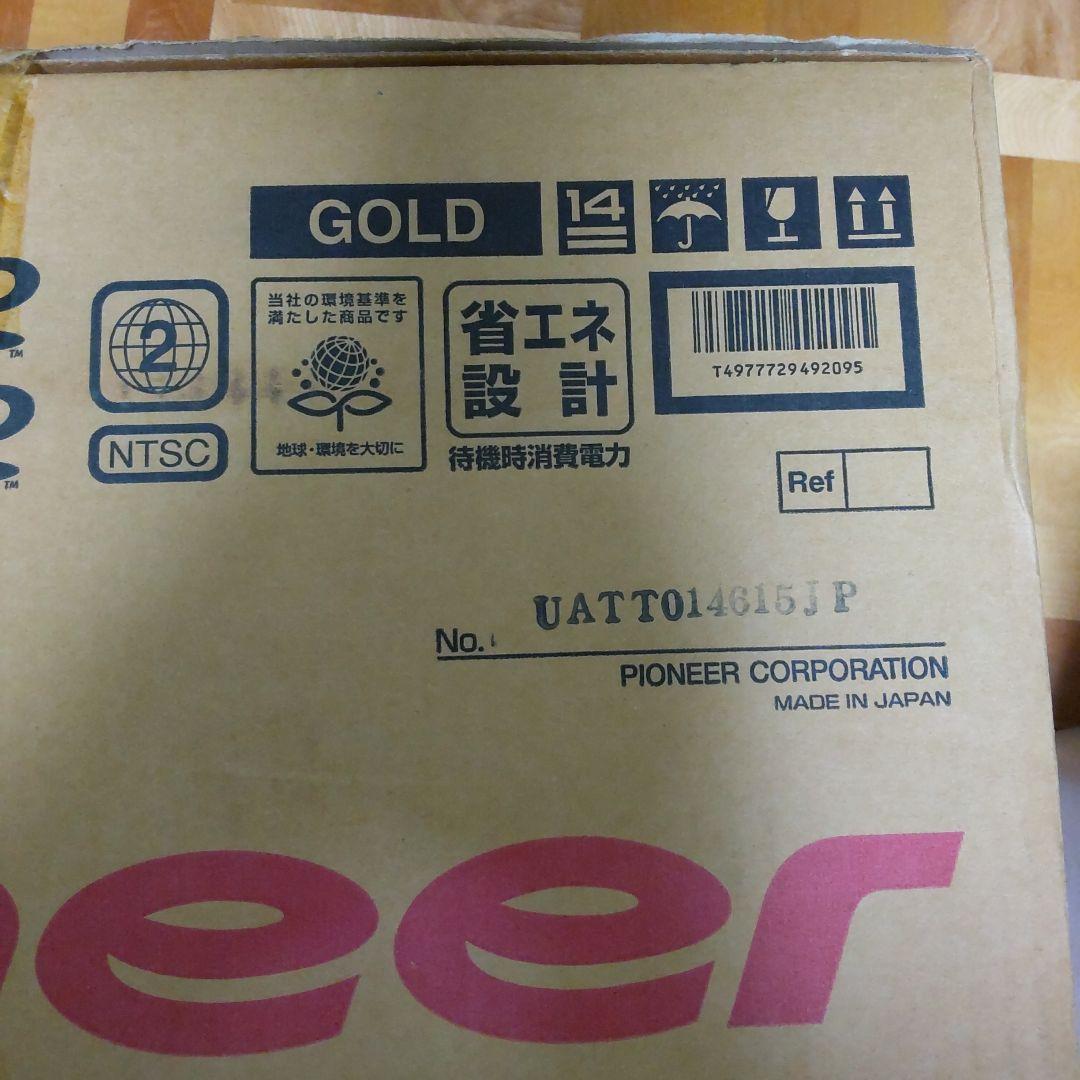 GOLD
14
2
NTSC
当社の環境基準を
満たした商品です
地球・環境を大切に
省エネ
設計
待機時消費電力
T4977729492095
Ref
No.
UATT014615JP
PIONEER CORPORATION
MADE IN JAPAN
TM
TM
eer